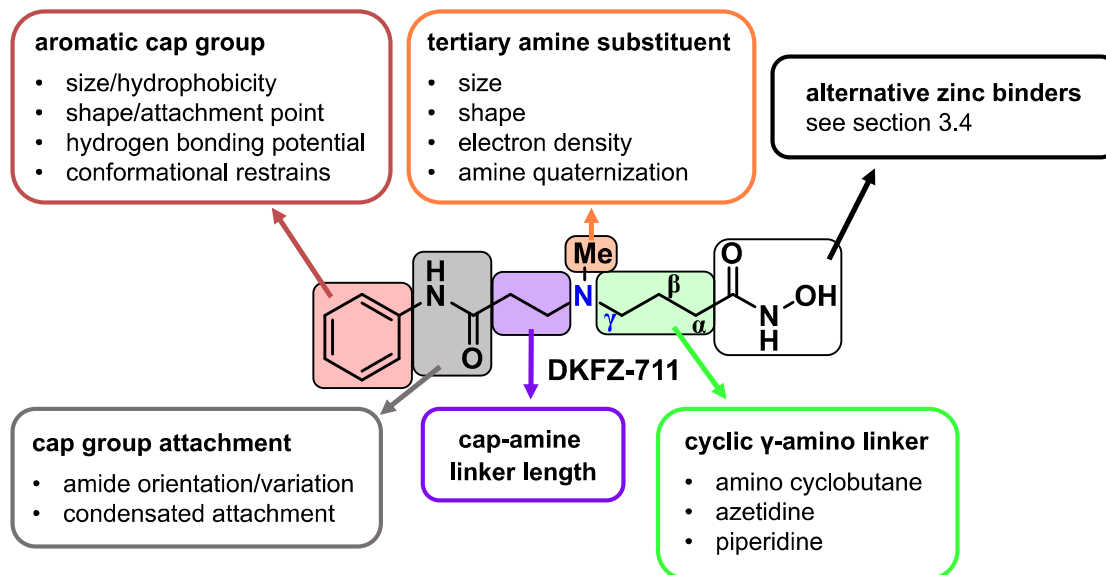 aromatic cap group
• size/hydrophobicity
• shape/attachment point
• hydrogen bonding potential
• conformational restrains
tertiary amine substituent
• size
• shape
• electron density
• amine quaternization
alternative zinc binders
see section 3.4
H
N
O
Me
N
γ
β
α
O
N
H
OH
DKFZ-711
cap group attachment
• amide orientation/variation
• condensated attachment
cap-amine
linker length
cyclic γ-amino linker
• amino cyclobutane
• azetidine
• piperidine